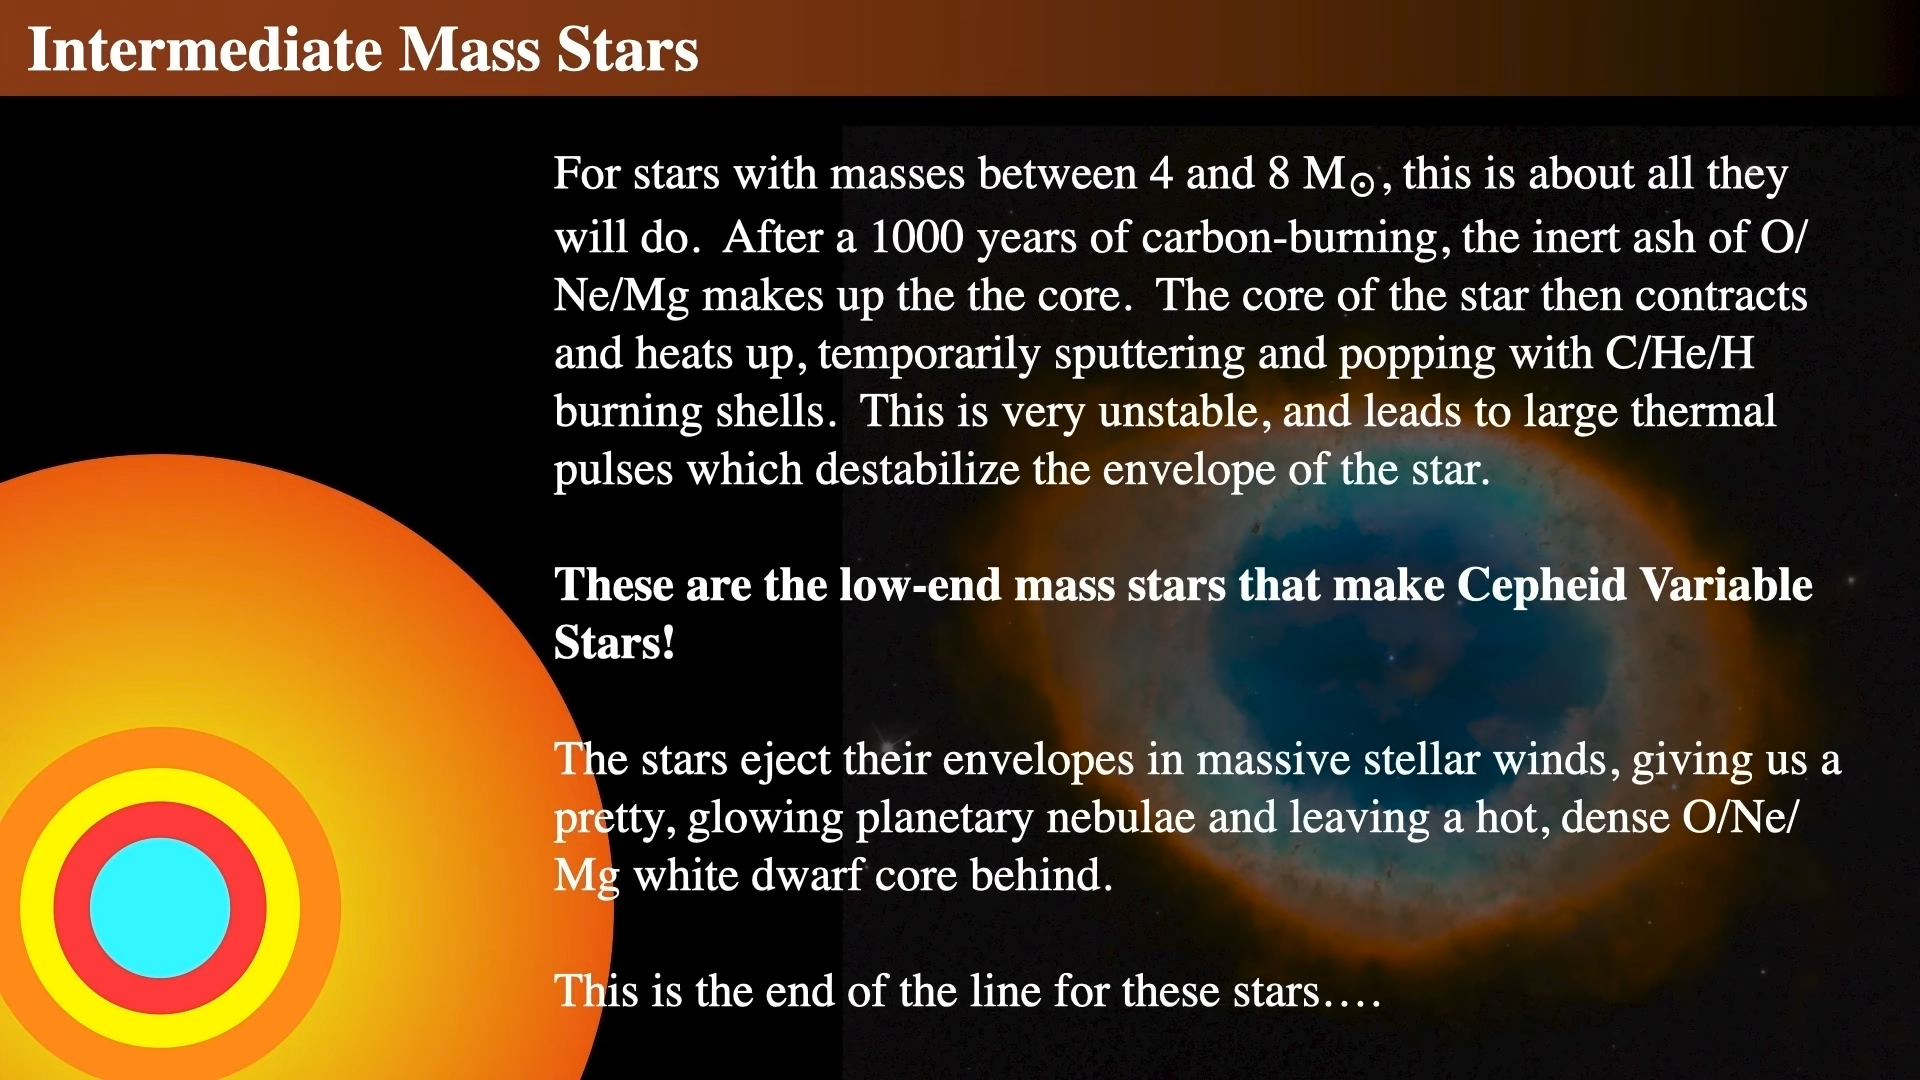 Intermediate Mass Stars
For stars with masses between 4 and 8 M☉, this is about all they
will do.  After a 1000 years of carbon-burning, the inert ash of O/
Ne/Mg makes up the the core.  The core of the star then contracts
and heats up, temporarily sputtering and popping with C/He/H
burning shells.  This is very unstable, and leads to large thermal
pulses which destabilize the envelope of the star.
These are the low-end mass stars that make Cepheid Variable
Stars!
The stars eject their envelopes in massive stellar winds, giving us a
pretty, glowing planetary nebulae and leaving a hot, dense O/Ne/
Mg white dwarf core behind.
This is the end of the line for these stars….